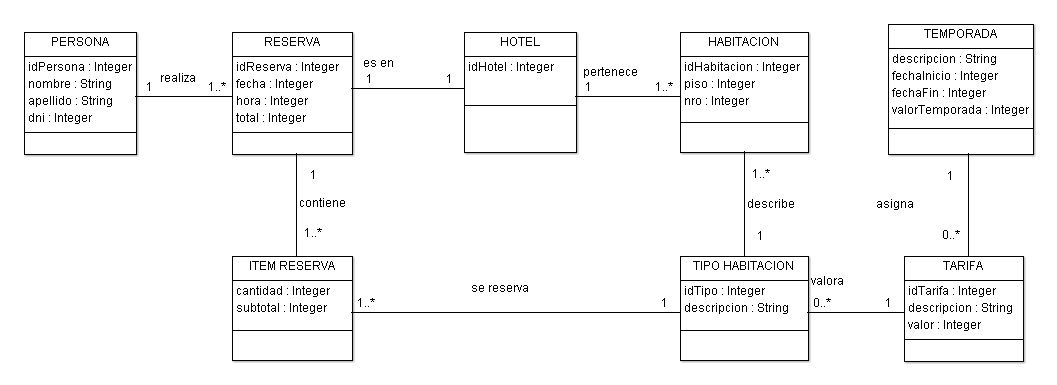 PERSONA
idPersona : Integer
nombre : String
apellido : String
dni : Integer
realiza
1
1..*
RESERVA
idReserva : Integer
fecha : Integer
hora : Integer
total : Integer
es en
1
1
HOTEL
idHotel : Integer
pertenece
1
1..*
HABITACION
idHabitacion : Integer
piso : Integer
nro : Integer
TEMPORADA
descripcion : String
fechaInicio : Integer
fechaFin : Integer
valorTemporada : Integer
1
contiene
1..*
1..*
describe
1
1
asigna
0..*
ITEM RESERVA
cantidad : Integer
subtotal : Integer
1..*
se reserva
1
TIPO HABITACION
idTipo : Integer
descripcion : String
valora
0..*
1
TARIFA
idTarifa : Integer
descripcion : String
valor : Integer